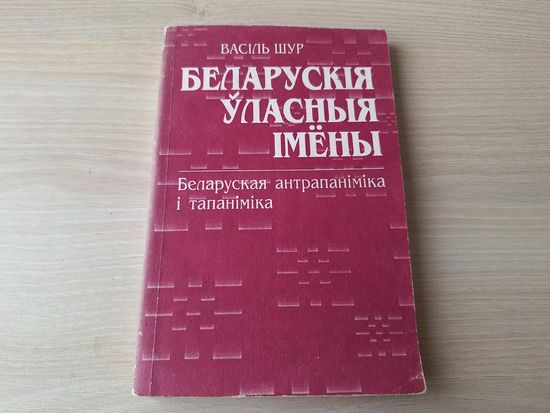 ВАСІЛЬ ШУР
БЕЛАРУСКІЯ
ЎЛАСНЫЯ
ІМЁНЫ
Беларуская антрапаніміка
і тапаніміка